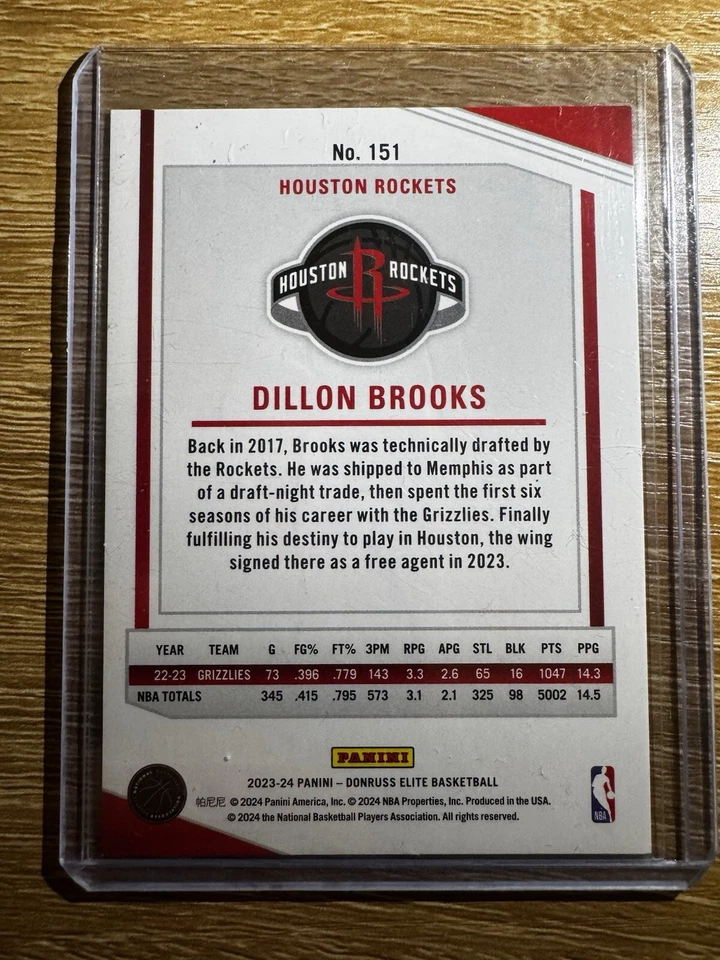 No. 151
HOUSTON ROCKETS
HOUSTON ROCKETS
DILLON BROOKS
Back in 2017, Brooks was technically drafted by
the Rockets. He was shipped to Memphis as part
of a draft-night trade, then spent the first six
seasons of his career with the Grizzlies. Finally
fulfilling his destiny to play in Houston, the wing
signed there as a free agent in 2023.
YEAR TEAM G FG% FT% 3PM RPG APG STL BLK PTS PPG
22-23 GRIZZLIES 73 .396 .779 143 3.3 2.6 65 16 1047 14.3
NBA TOTALS 345 .415 .795 573 3.1 2.1 325 98 5002 14.5
PANINI
2023-24 PANINI – DONRUSS ELITE BASKETBALL
帕尼尼 © 2024 Panini America, Inc. © 2024 NBA Properties, Inc. Produced in the USA.
© 2024 the National Basketball Players Association. All rights reserved.
NBA